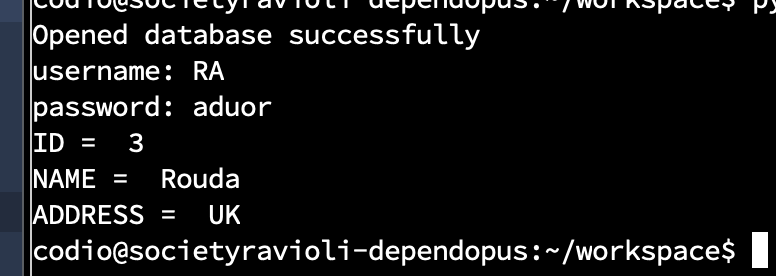 codio@societyravioli-dependopus:~/workspace$ py
Opened database successfully
username: RA
password: aduor
ID =  3
NAME =  Rouda
ADDRESS =  UK
codio@societyravioli-dependopus:~/workspace$